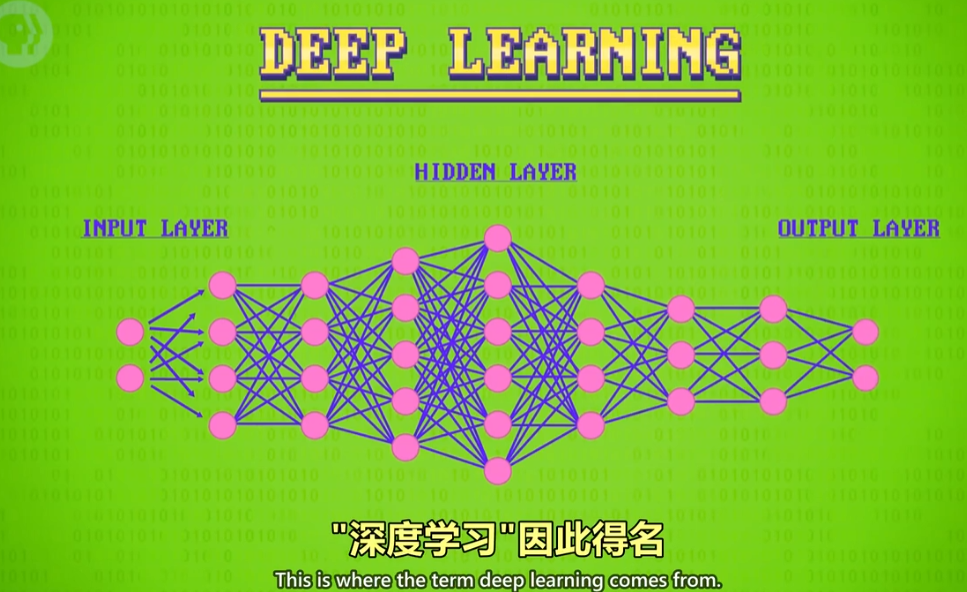 DEEP LEARNING
HIDDEN LAYER
INPUT LAYER
OUTPUT LAYER
"深度学习"因此得名
This is where the term deep learning comes from.